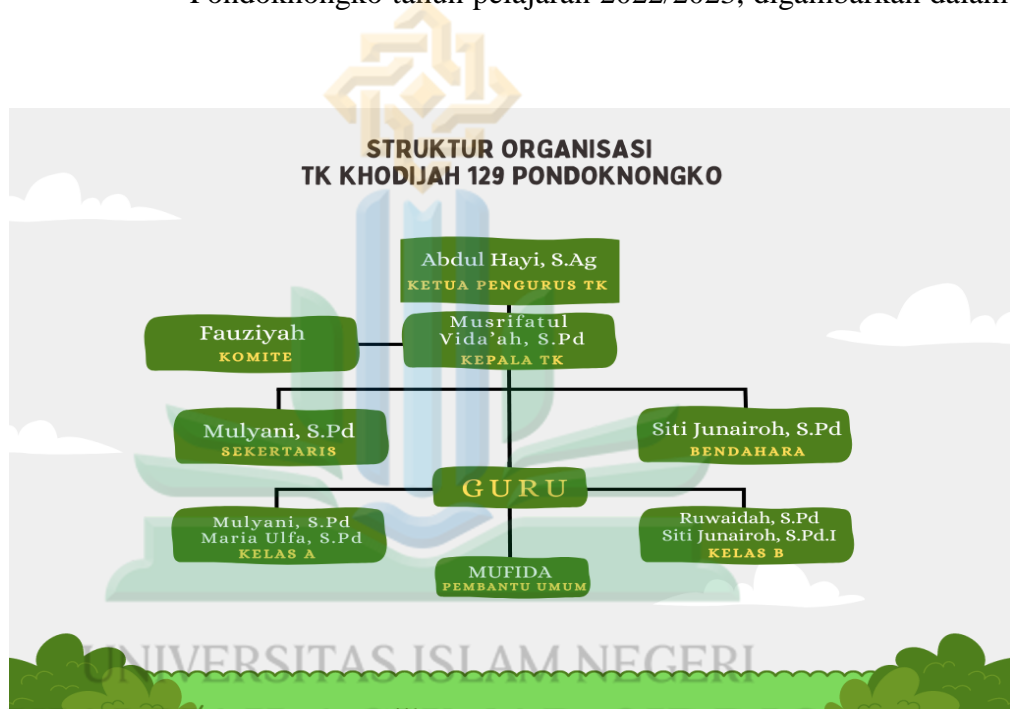 Pondoknongko tahun pelajaran 2022/2023, digambarkan dalam
STRUKTUR ORGANISASI
TK KHODIJAH 129 PONDOKNONGKO
Abdul Hayi, S.Ag
KETUA PENGURUS TK
Fauziyah
KOMITE
Musrifatul
Vida'ah, S.Pd
KEPALA TK
Mulyani, S.Pd
SEKERTARIS
Siti Junairoh, S.Pd
BENDAHARA
GURU
Mulyani, S.Pd
Maria Ulfa, S.Pd
KELAS A
Ruwaidah, S.Pd
Siti Junairoh, S.Pd.I
KELAS B
MUFIDA
PEMBANTU UMUM
UNIVERSITAS ISLAM NEGERI